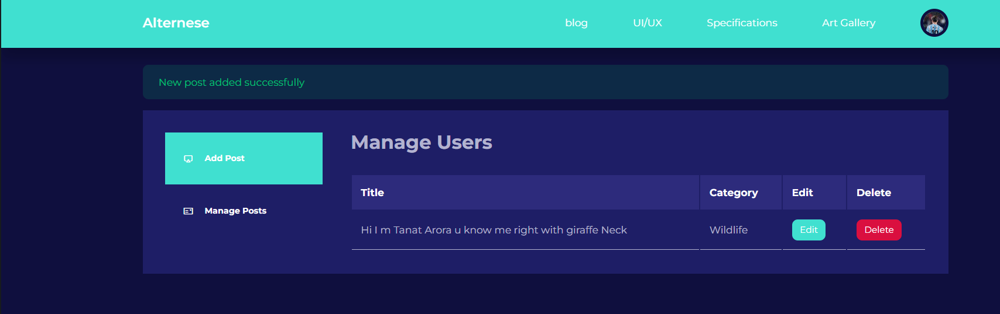 Alternese blog UI/UX Specifications Art Gallery
New post added successfully
Manage Users
Add Post
Manage Posts
Title Category Edit Delete
Hi I m Tanat Arora u know me right with giraffe Neck Wildlife Edit Delete